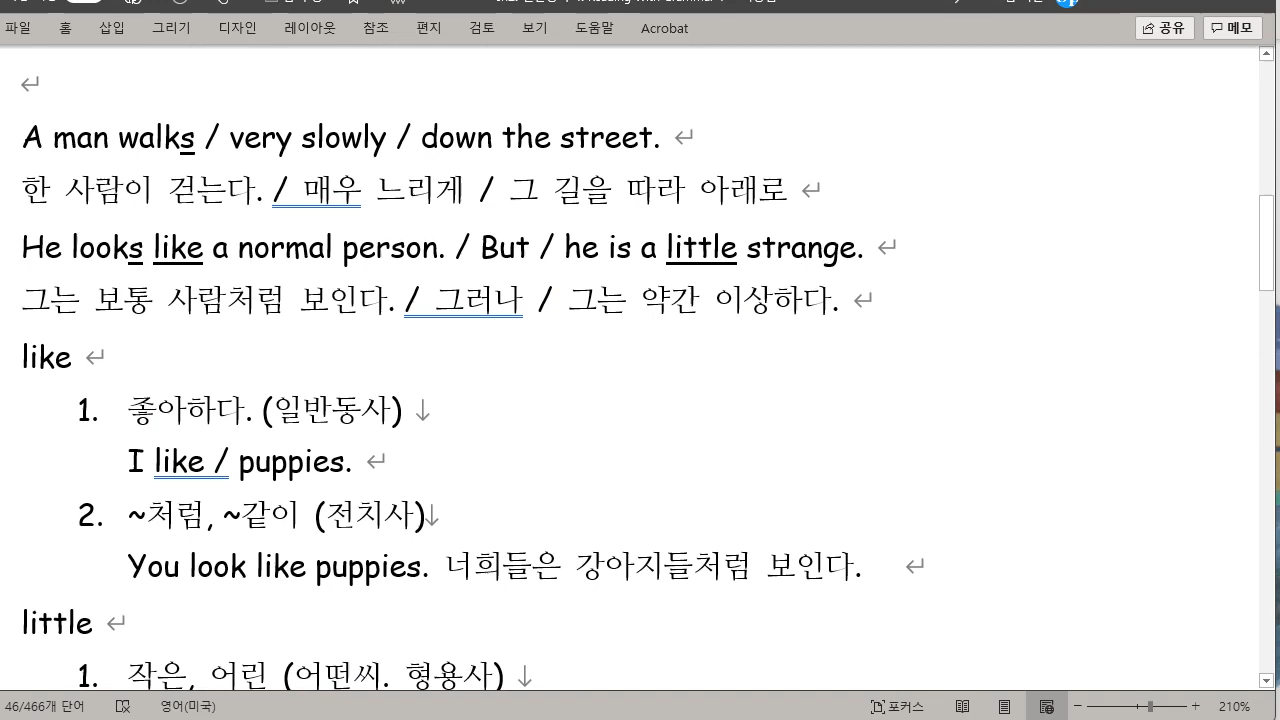 파일 홈 삽입 그리기 디자인 레이아웃 참조 편지 검토 보기 도움말 Acrobat 공유 메모
A man walks / very slowly / down the street.
한 사람이 걷는다. / 매우 느리게 / 그 길을 따라 아래로
He looks like a normal person. / But / he is a little strange.
그는 보통 사람처럼 보인다. / 그러나 / 그는 약간 이상하다.
like
1. 좋아하다. (일반동사)
I like / puppies.
2. ~처럼, ~같이 (전치사)
You look like puppies. 너희들은 강아지들처럼 보인다.
little
1. 작은, 어린 (어떤씨. 형용사)
46/466개 단어 영어(미국) 포커스 210%